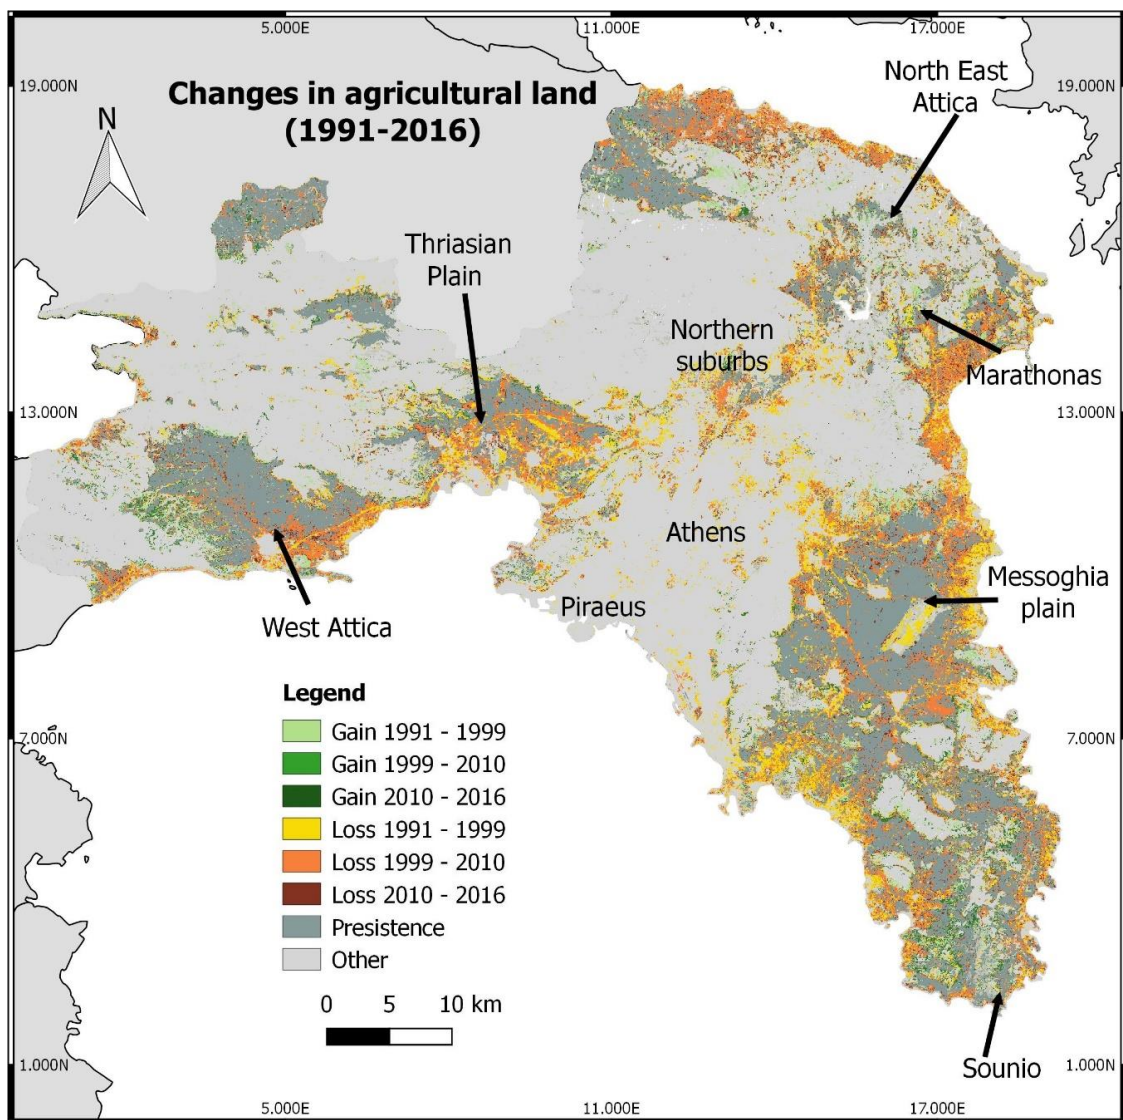 5.000E
11.000E
17.000E
19.000N
19.000N
Changes in agricultural land
(1991-2016)
N
North East
Attica
Thriasian
Plain
Northern
suburbs
Marathonas
13.000N
13.000N
Athens
Messoghia
plain
Piraeus
West Attica
Legend
Gain 1991 - 1999
Gain 1999 - 2010
Gain 2010 - 2016
Loss 1991 - 1999
Loss 1999 - 2010
Loss 2010 - 2016
Presistence
Other
7.000N
7.000N
0 5 10 km
Sounio
1.000N
1.000N
5.000E
11.000E
17.000E